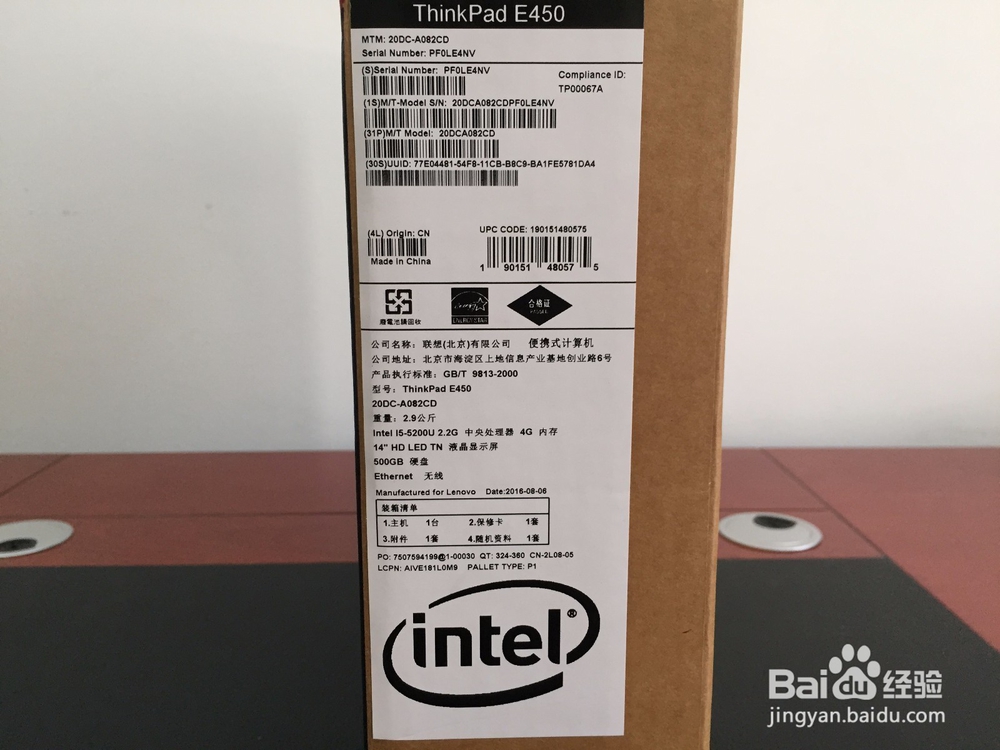 ThinkPad E450
MTM: 20DC-A082CD
Serial Number: PF0LE4NV
(S)Serial Number: PF0LE4NV
Compliance ID:
TP00067A
(1S)M/T-Model S/N: 20DCA082CDPF0LE4NV
(31P)M/T Model: 20DCA082CD
(30S)UUID: 77E04481-54F8-11CB-B8C9-BA1FE5781DA4
(4L) Origin: CN
Made in China
UPC CODE: 190151480575
1 90151 48057 5
廢電池請回收
ENERGY STAR
合格证
公司名称: 联想(北京)有限公司 便携式计算机
公司地址: 北京市海淀区上地信息产业基地创业路6号
产品执行标准: GB/T 9813-2000
型号: ThinkPad E450
20DC-A082CD
重量: 2.9公斤
Intel I5-5200U 2.2G 中央处理器 4G 内存
14" HD LED TN 液晶显示屏
500GB 硬盘
Ethernet 无线
Manufactured for Lenovo Date:2016-08-06
装箱清单
1.主机 1台 2.保修卡 1套
3.附件 1套 4.随机资料 1套
PO: 7507594199@1-00030 QT: 324-360 CN-2L08-05
LCPN: AIVE181L0M9 PALLET TYPE: P1
intel®
Bai du 经验
jingyan.baidu.com